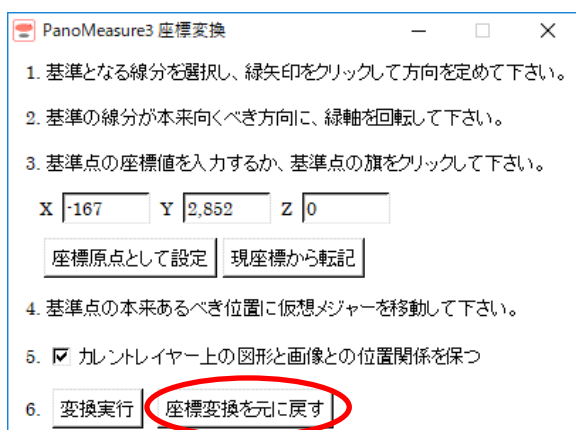 PanoMeasure3 座標変換
1. 基準となる線分を選択し、緑矢印をクリックして方向を定めて下さい。
2. 基準の線分が本来向くべき方向に、緑軸を回転して下さい。
3. 基準点の座標値を入力するか、基準点の旗をクリックして下さい。
X -167 Y 2,852 Z 0
座標原点として設定 現座標から転記
4. 基準点の本来あるべき位置に仮想メジャーを移動して下さい。
5. カレントレイヤー上の図形と画像との位置関係を保つ
6. 変換実行 座標変換を元に戻す